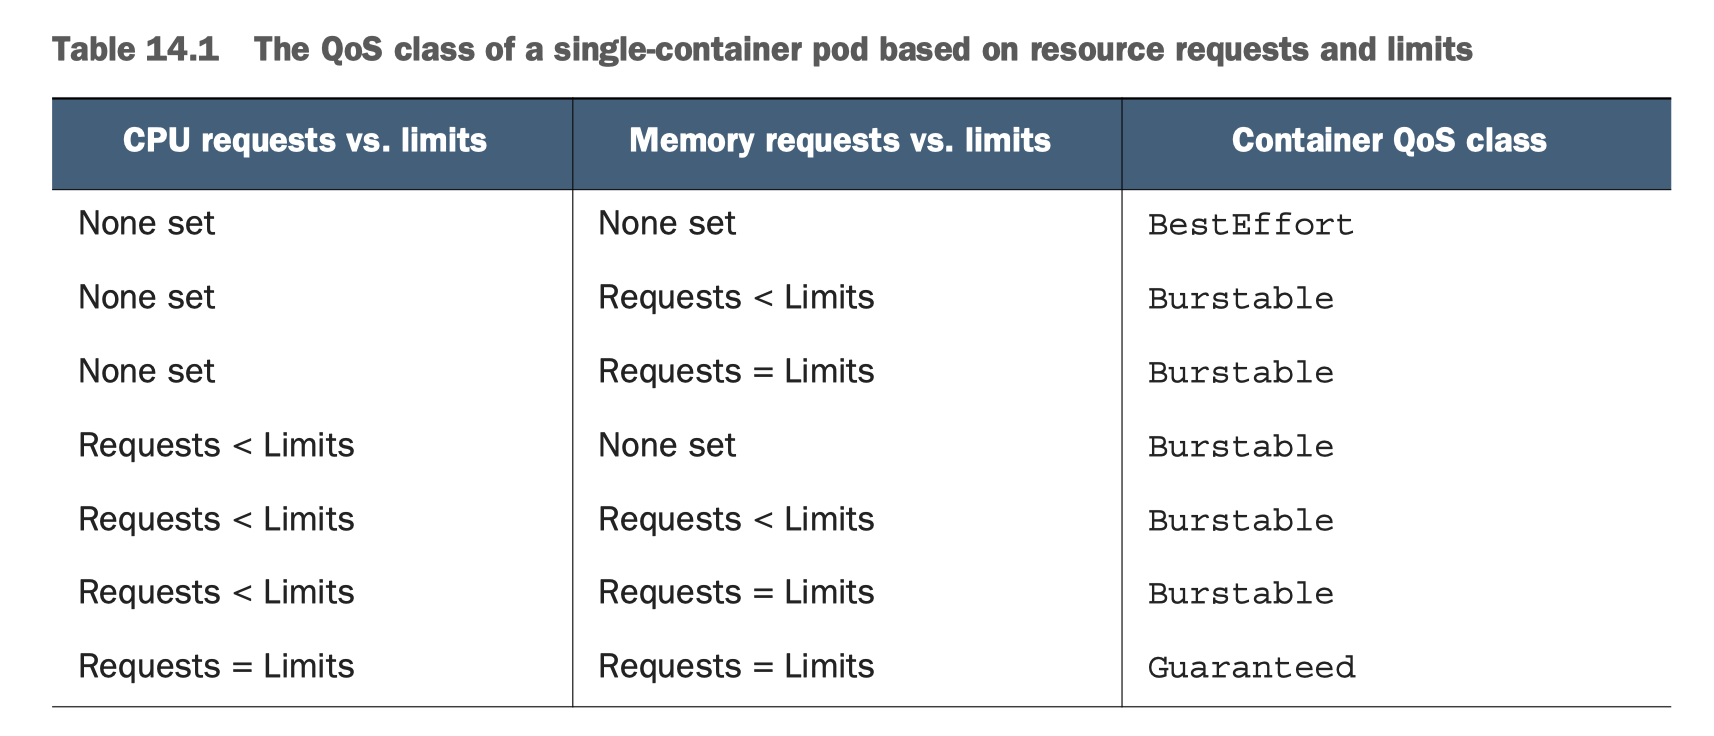 Table 14.1 The QoS class of a single-container pod based on resource requests and limits
CPU requests vs. limits Memory requests vs. limits Container QoS class
None set None set BestEffort
None set Requests < Limits Burstable
None set Requests = Limits Burstable
Requests < Limits None set Burstable
Requests < Limits Requests < Limits Burstable
Requests < Limits Requests = Limits Burstable
Requests = Limits Requests = Limits Guaranteed